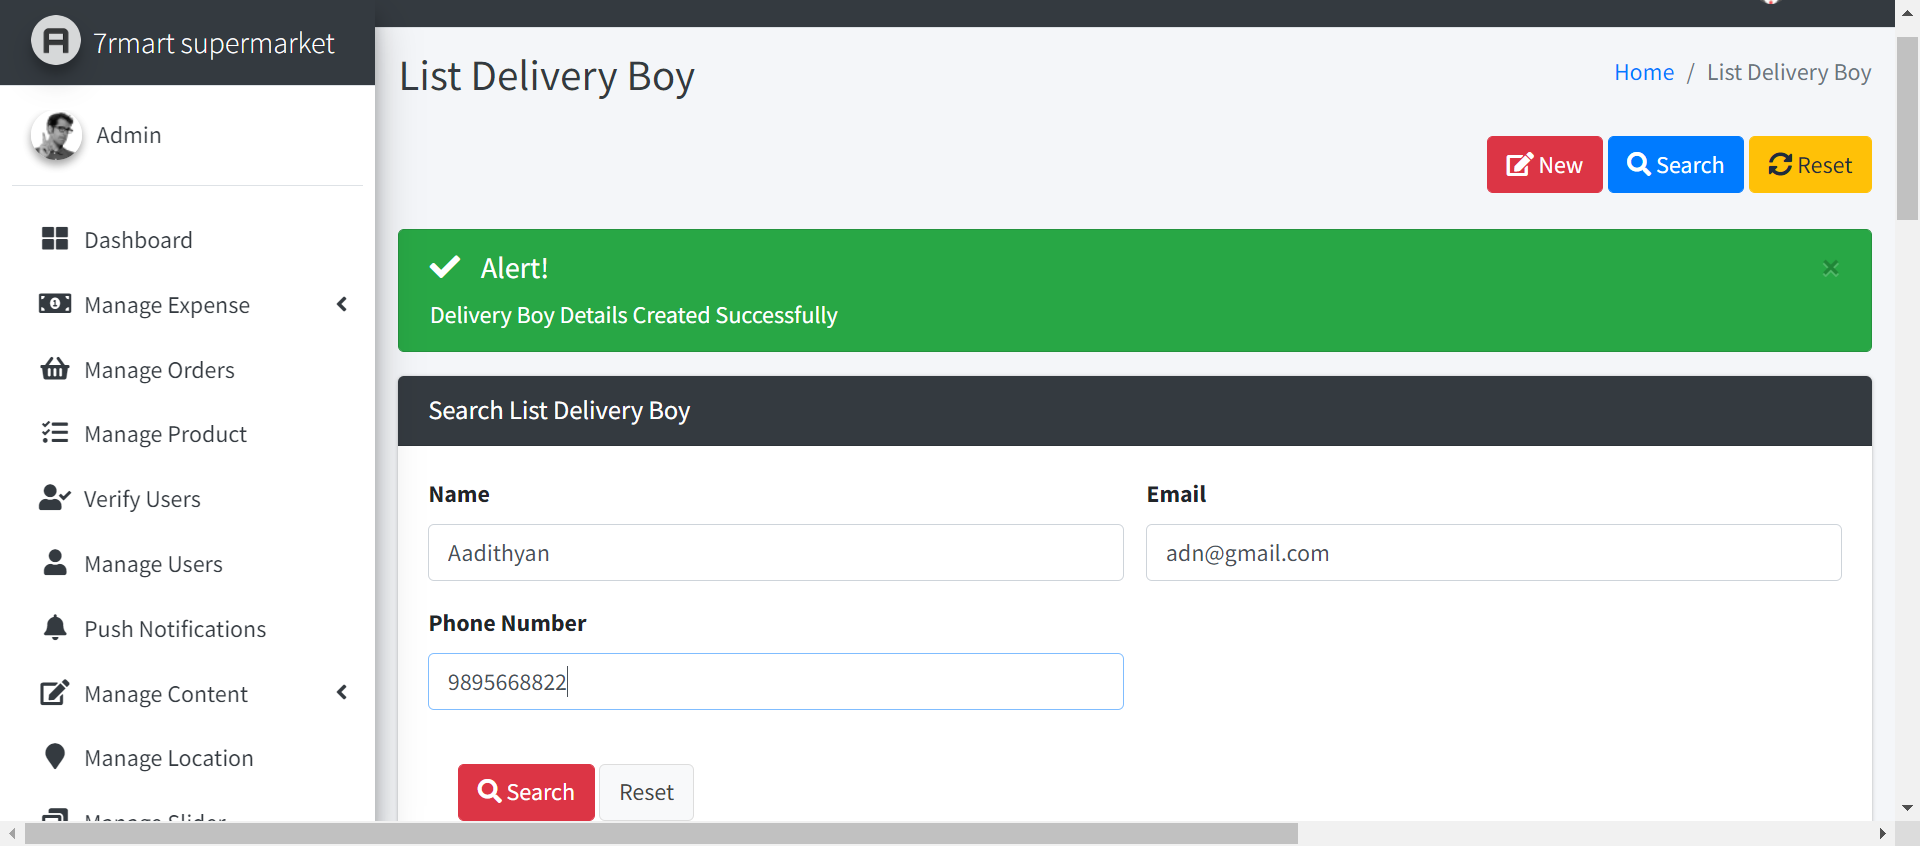 7rmart supermarket
Admin
Dashboard
Manage Expense
Manage Orders
Manage Product
Verify Users
Manage Users
Push Notifications
Manage Content
Manage Location
Manage Slider
List Delivery Boy
Home / List Delivery Boy
New Search Reset
Alert!
×
Delivery Boy Details Created Successfully
Search List Delivery Boy
Name
Aadithyan
Email
adn@gmail.com
Phone Number
9895668822
Search Reset